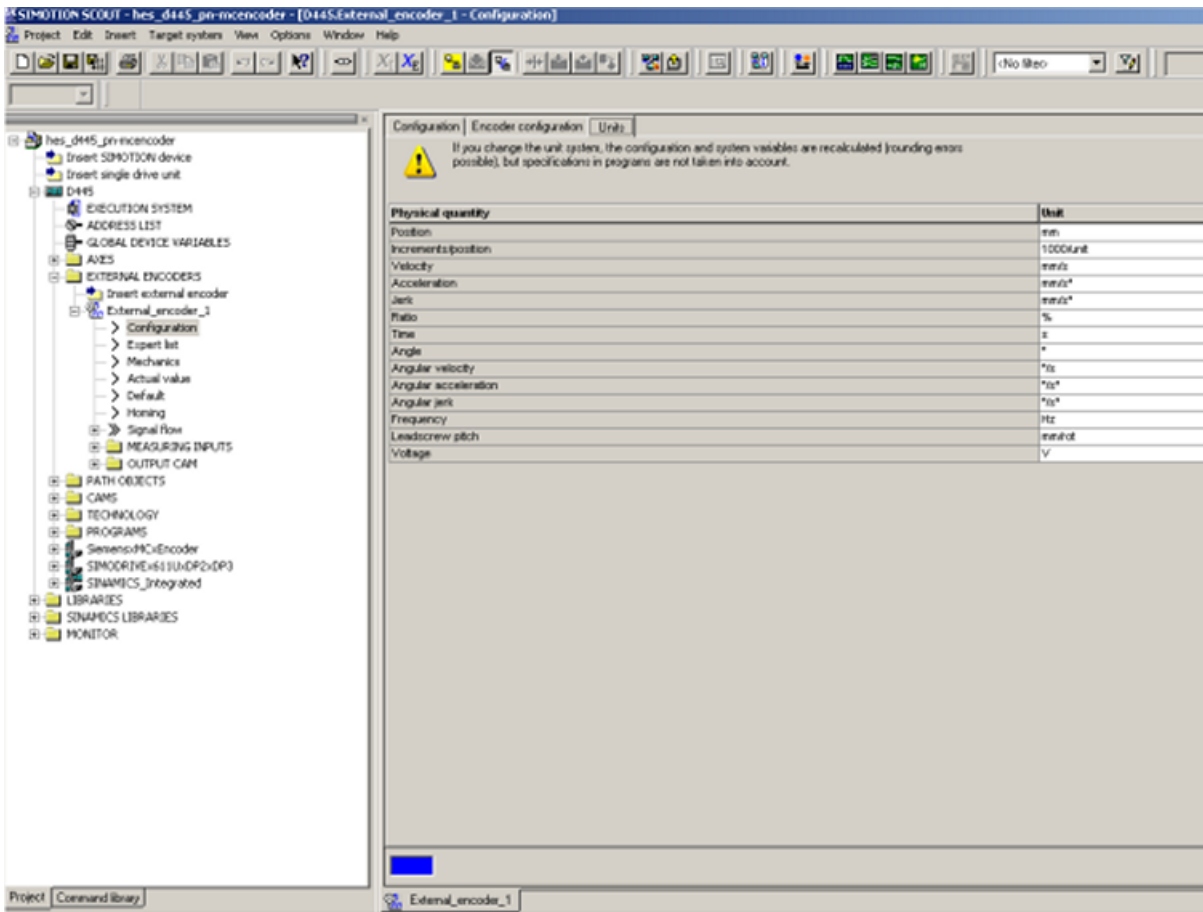 SIMOTION SCOUT - hes_d445_pn-mcencoder - [D445.External_encoder_1 - Configuration]
Project Edit Insert Target system View Options Window Help
<No filter>
Configuration Encoder configuration Units
If you change the unit system, the configuration and system variables are recalculated (rounding errors
possible), but specifications in programs are not taken into account.
hes_d445_pn-mcencoder
Insert SIMOTION device
Insert single drive unit
D445
EXECUTION SYSTEM
ADDRESS LIST
GLOBAL DEVICE VARIABLES
AXES
EXTERNAL ENCODERS
Insert external encoder
External_encoder_1
Configuration
Expert list
Mechanics
Actual value
Default
Homing
Signal flow
MEASURING INPUTS
OUTPUT CAM
PATH OBJECTS
CAMS
TECHNOLOGY
PROGRAMS
SiemensxMCxEncoder
SIMODRIVEx611UxDP2xDP3
SINAMICS_Integrated
LIBRARIES
SINAMICS LIBRARIES
MONITOR
Physical quantity Unit
Position mm
Increments/position 1000/unit
Velocity mm/s
Acceleration
Jerk
Ratio %
Time s
Angle °
Angular velocity °/s
Angular acceleration
Angular jerk
Frequency Hz
Leadscrew pitch mm/rot
Voltage V
Project Command library
External_encoder_1